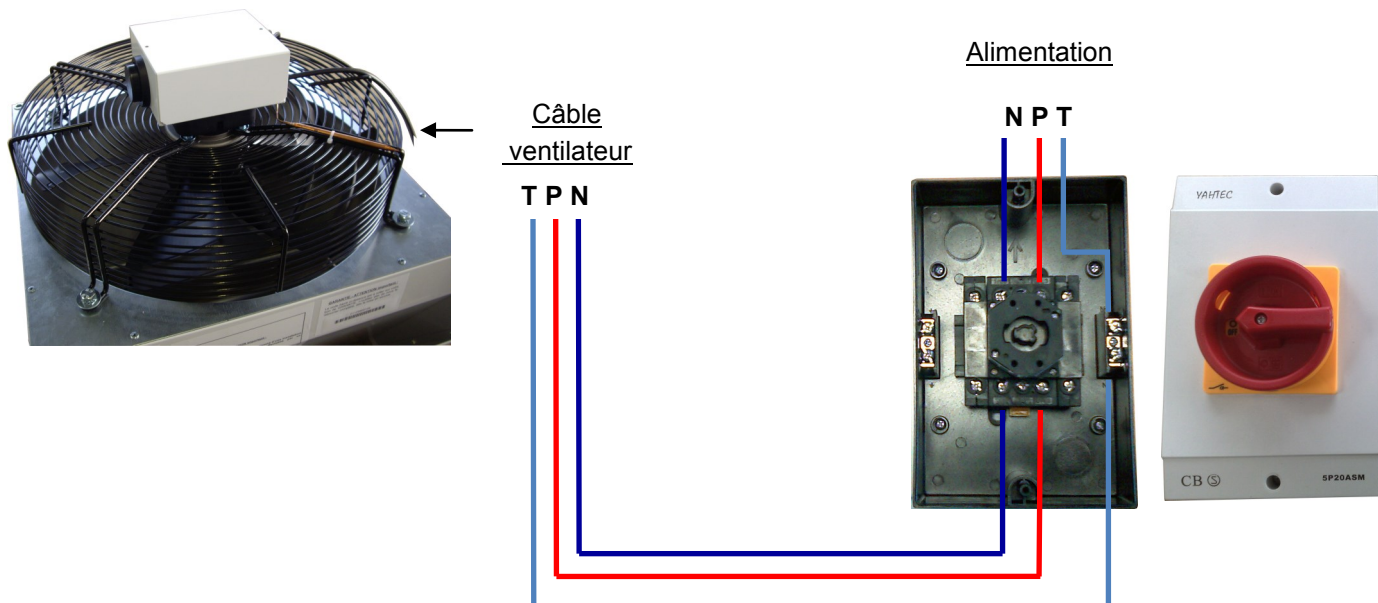 Alimentation
N P T
Câble
ventilateur
T P N
YAHTEC
CB S
5P20ASM